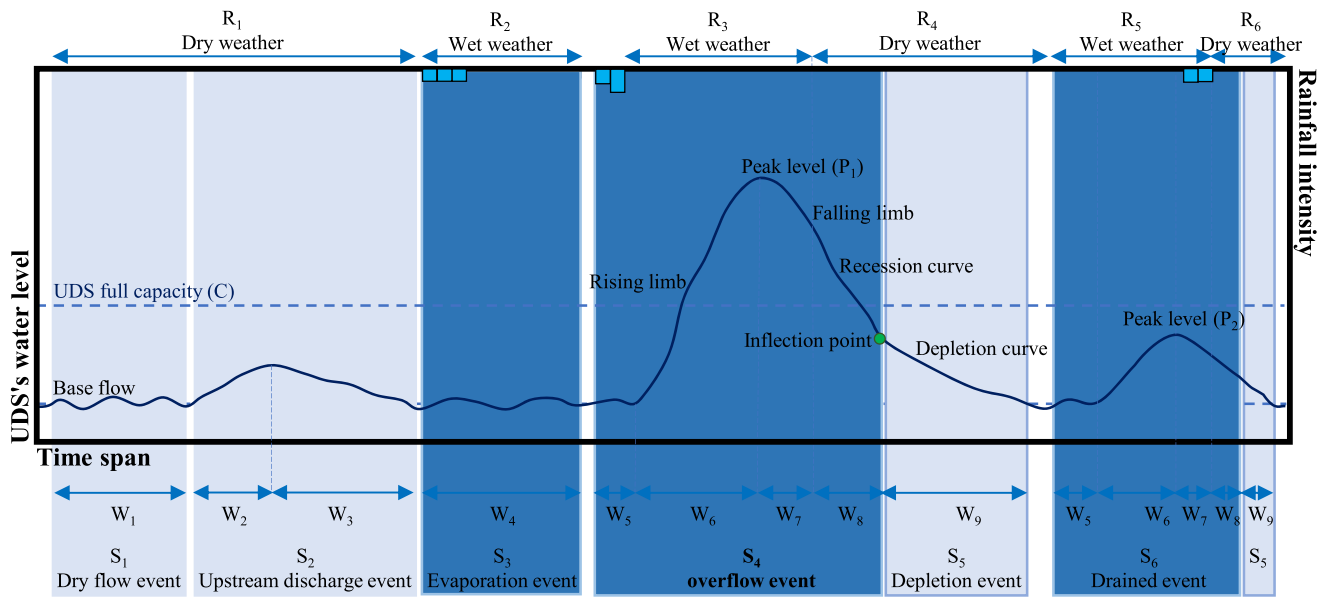 R1 R2 R3 R4 R5 R6
Dry weather Wet weather Wet weather Dry weather Wet weather Dry weather
Rainfall intensity
UDS's water level
Peak level (P1)
Falling limb
Recession curve
Rising limb
UDS full capacity (C)
Peak level (P2)
Inflection point
Depletion curve
Base flow
Time span
W1 W2 W3 W4 W5 W6 W7 W8 W9 W5 W6 W7 W8 W9
S1 S2 S3 S4 S5 S6 S5
Dry flow event Upstream discharge event Evaporation event overflow event Depletion event Drained event